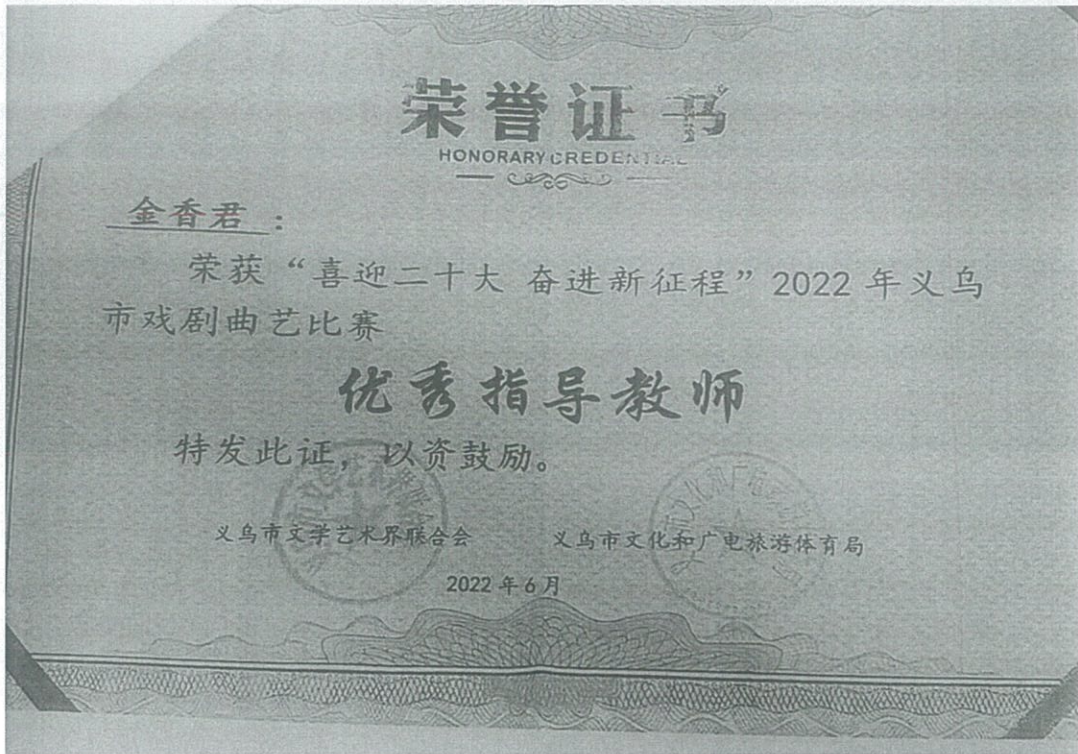 荣誉证书
HONORARY CREDENTIAL
金香君：
荣获“喜迎二十大 奋进新征程”2022年义乌
市戏剧曲艺比赛
优秀指导教师
特发此证，以资鼓励。
义乌市文学艺术界联合会 义乌市文化和广电旅游体育局
2022年6月